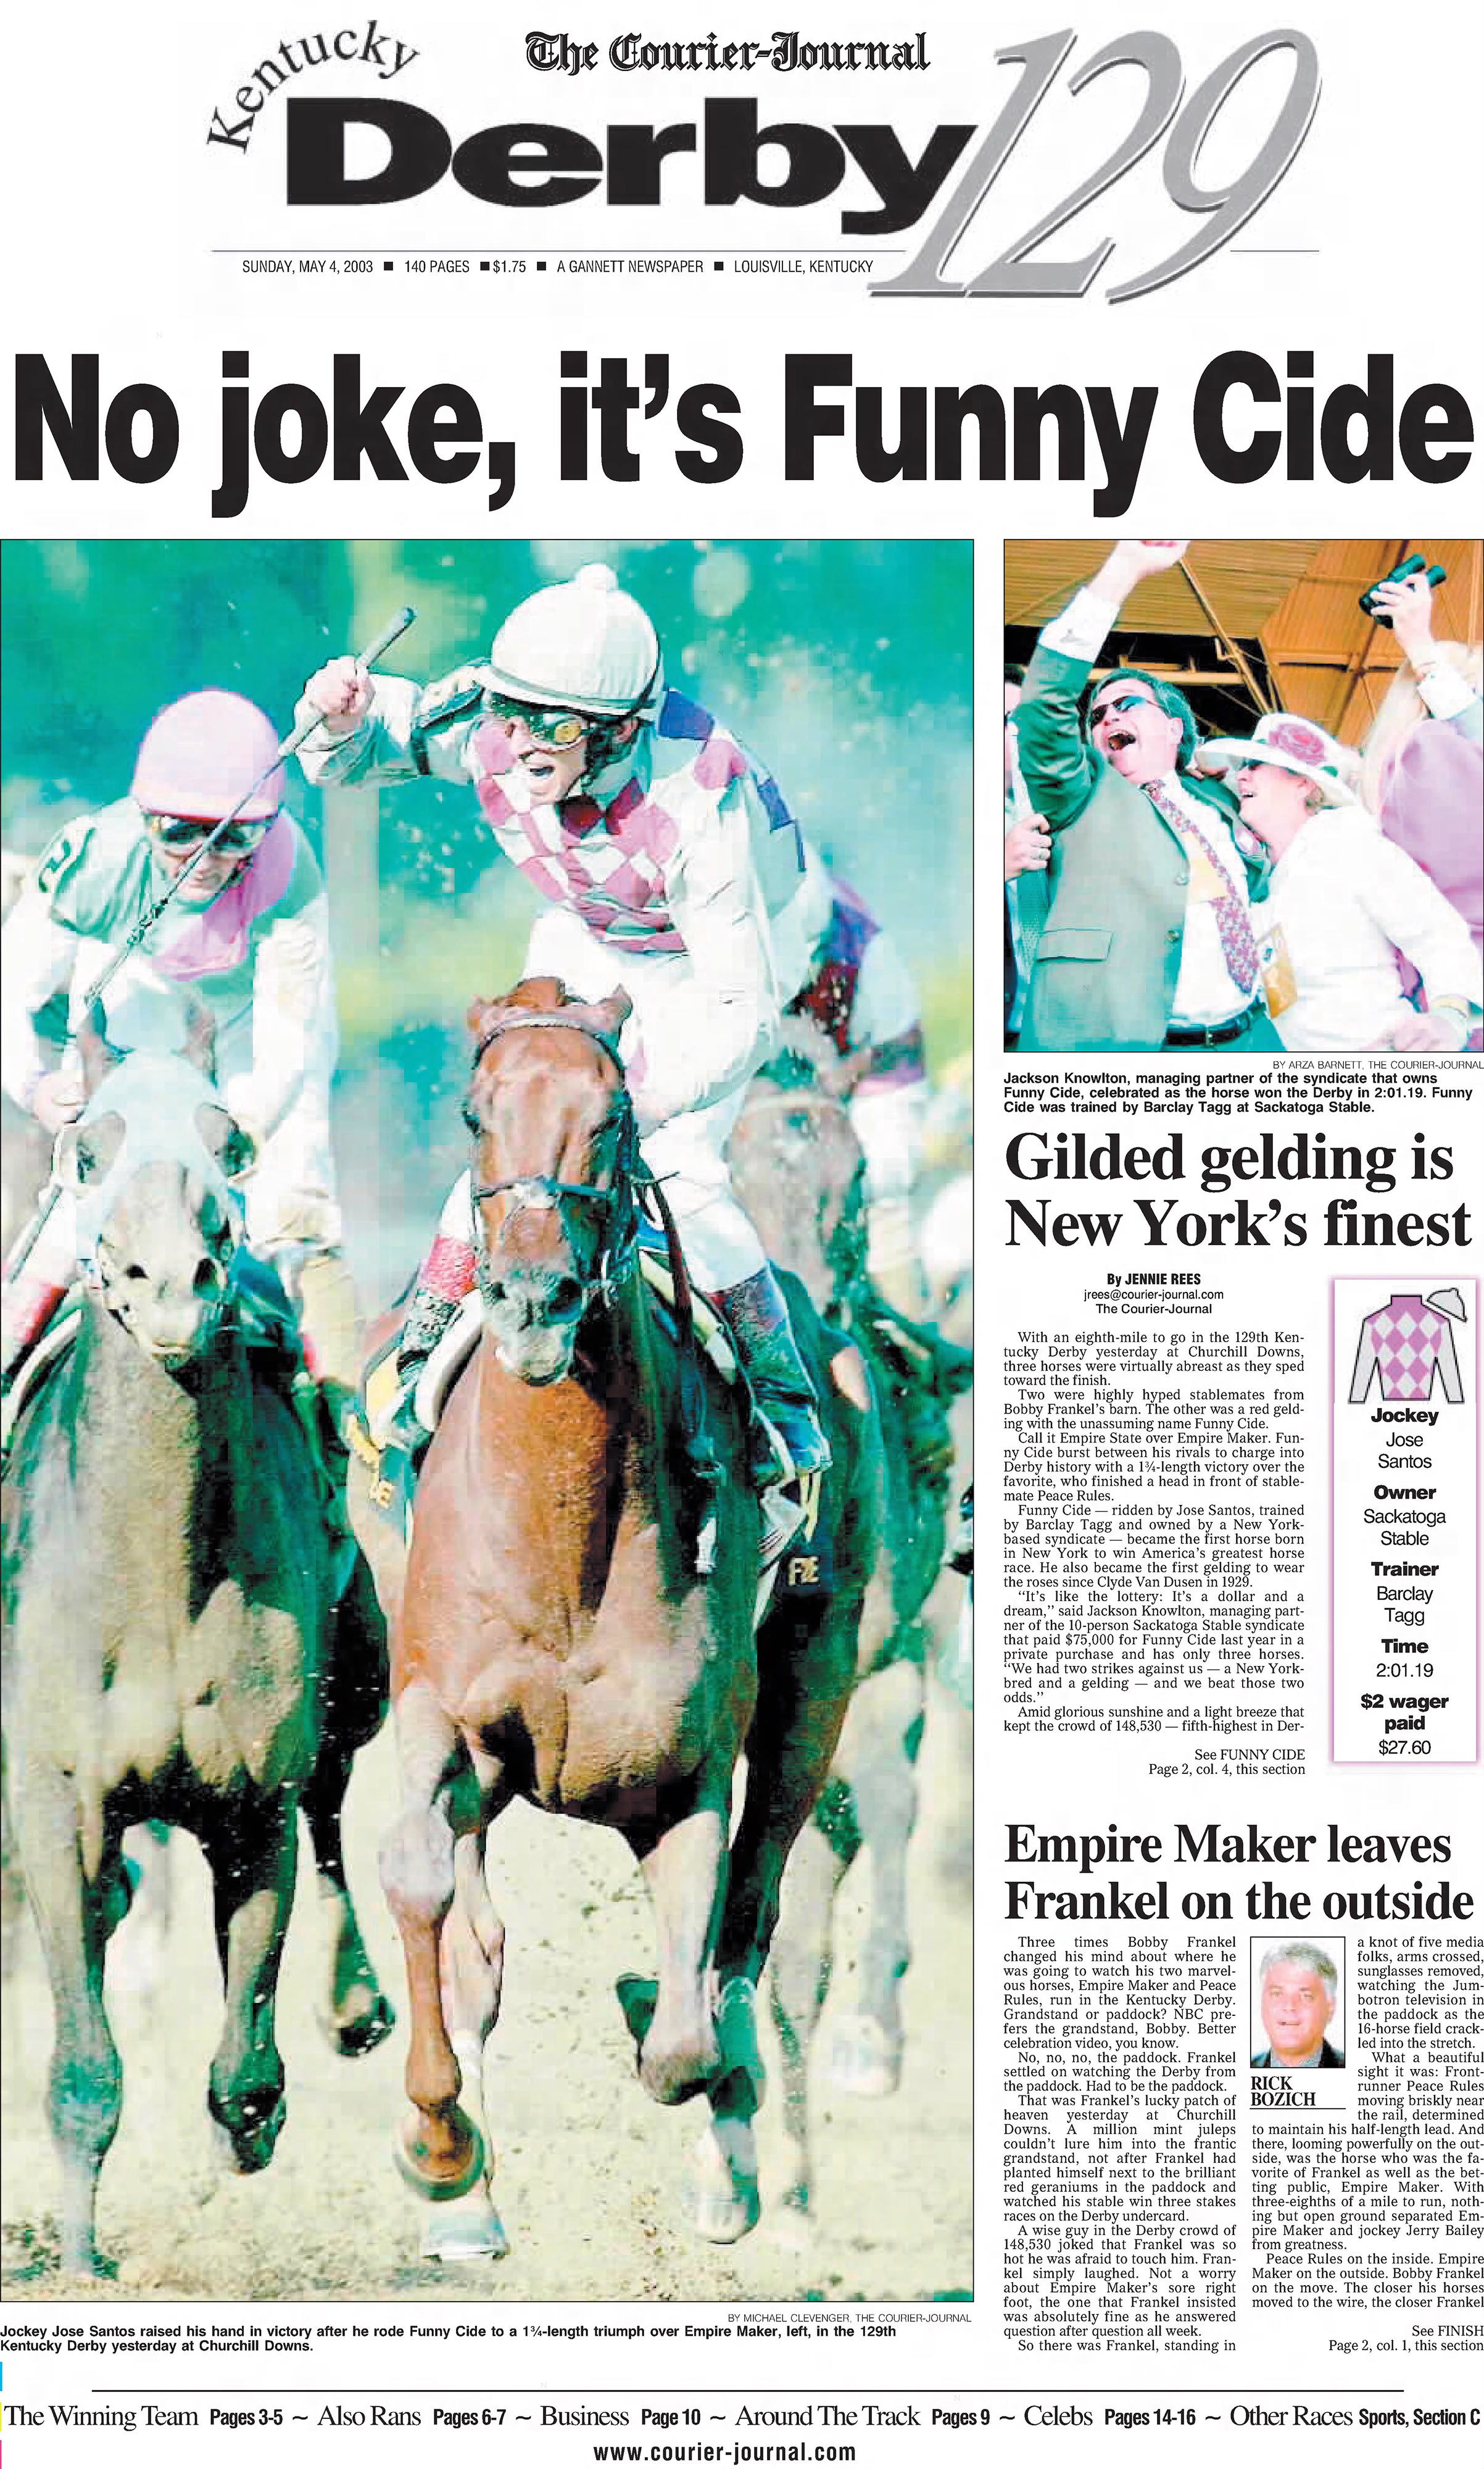 Kentucky
The Courier-Journal
Derby 129
SUNDAY, MAY 4, 2003 ■ 140 PAGES ■ $1.75 ■ A GANNETT NEWSPAPER ■ LOUISVILLE, KENTUCKY
No joke, it's Funny Cide
BY MICHAEL CLEVENGER, THE COURIER-JOURNAL
Jockey Jose Santos raised his hand in victory after he rode Funny Cide to a 1¾-length triumph over Empire Maker, left, in the 129th
Kentucky Derby yesterday at Churchill Downs.
BY ARZA BARNETT, THE COURIER-JOURNAL
Jackson Knowlton, managing partner of the syndicate that owns
Funny Cide, celebrated as the horse won the Derby in 2:01.19. Funny
Cide was trained by Barclay Tagg at Sackatoga Stable.
Gilded gelding is
New York's finest
By JENNIE REES
jrees@courier-journal.com
The Courier-Journal
With an eighth-mile to go in the 129th Ken-
tucky Derby yesterday at Churchill Downs,
three horses were virtually abreast as they sped
toward the finish.
Two were highly hyped stablemates from
Bobby Frankel's barn. The other was a red geld-
ing with the unassuming name Funny Cide.
Call it Empire State over Empire Maker. Fun-
ny Cide burst between his rivals to charge into
Derby history with a 1¾-length victory over the
favorite, who finished a head in front of stable-
mate Peace Rules.
Funny Cide — ridden by Jose Santos, trained
by Barclay Tagg and owned by a New York-
based syndicate — became the first horse born
in New York to win America's greatest horse
race. He also became the first gelding to wear
the roses since Clyde Van Dusen in 1929.
"It's like the lottery: It's a dollar and a
dream," said Jackson Knowlton, managing part-
ner of the 10-person Sackatoga Stable syndicate
that paid $75,000 for Funny Cide last year in a
private purchase and has only three horses.
"We had two strikes against us — a New York-
bred and a gelding — and we beat those two
odds."
Amid glorious sunshine and a light breeze that
kept the crowd of 148,530 — fifth-highest in Der-
See FUNNY CIDE
Page 2, col. 4, this section
Jockey
Jose
Santos
Owner
Sackatoga
Stable
Trainer
Barclay
Tagg
Time
2:01.19
$2 wager
paid
$27.60
Empire Maker leaves
Frankel on the outside
Three times Bobby Frankel
changed his mind about where he
was going to watch his two marvel-
ous horses, Empire Maker and Peace
Rules, run in the Kentucky Derby.
Grandstand or paddock? NBC pre-
fers the grandstand, Bobby. Better
celebration video, you know.
No, no, no, the paddock. Frankel
settled on watching the Derby from
the paddock. Had to be the paddock.
That was Frankel's lucky patch of
heaven yesterday at Churchill
Downs. A million mint juleps
couldn't lure him into the frantic
grandstand, not after Frankel had
planted himself next to the brilliant
red geraniums in the paddock and
watched his stable win three stakes
races on the Derby undercard.
A wise guy in the Derby crowd of
148,530 joked that Frankel was so
hot he was afraid to touch him. Fran-
kel simply laughed. Not a worry
about Empire Maker's sore right
foot, the one that Frankel insisted
was absolutely fine as he answered
question after question all week.
So there was Frankel, standing in
RICK
BOZICH
a knot of five media
folks, arms crossed,
sunglasses removed,
watching the Jum-
botron television in
the paddock as the
16-horse field crack-
led into the stretch.
What a beautiful
sight it was: Front-
runner Peace Rules
moving briskly near
the rail, determined
to maintain his half-length lead. And
there, looming powerfully on the out-
side, was the horse who was the fa-
vorite of Frankel as well as the bet-
ting public, Empire Maker. With
three-eighths of a mile to run, noth-
ing but open ground separated Em-
pire Maker and jockey Jerry Bailey
from greatness.
Peace Rules on the inside. Empire
Maker on the outside. Bobby Frankel
on the move. The closer his horses
moved to the wire, the closer Frankel
See FINISH
Page 2, col. 1, this section
The Winning Team Pages 3-5 ~ Also Rans Pages 6-7 ~ Business Page 10 ~ Around The Track Pages 9 ~ Celebs Pages 14-16 ~ Other Races Sports, Section C
www.courier-journal.com